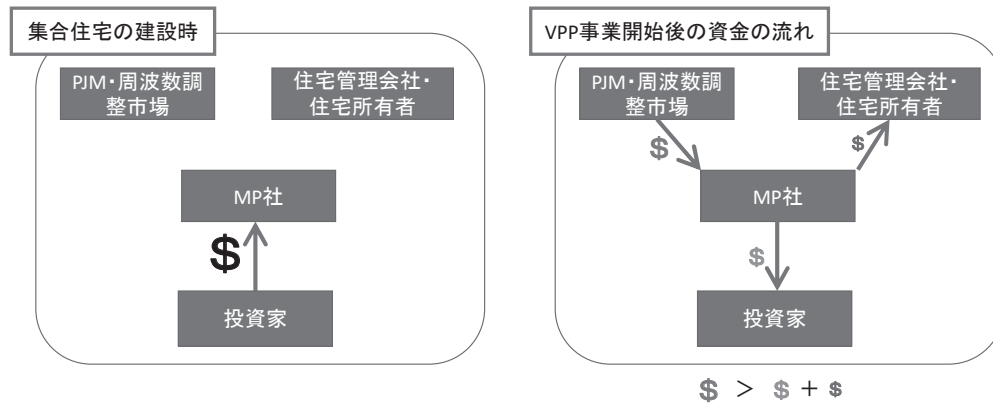 集合住宅の建設時
PJM・周波数調
整市場
住宅管理会社・
住宅所有者
MP社
$
投資家
VPP事業開始後の資金の流れ
PJM・周波数調
整市場
住宅管理会社・
住宅所有者
$
$
MP社
$
投資家
$ > $ + $